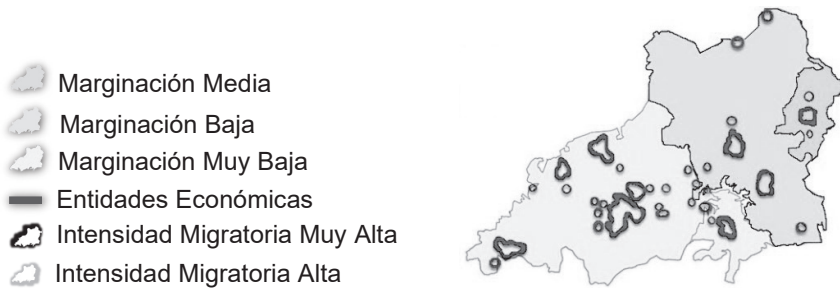 Marginación Media
Marginación Baja
Marginación Muy Baja
Entidades Económicas
Intensidad Migratoria Muy Alta
Intensidad Migratoria Alta